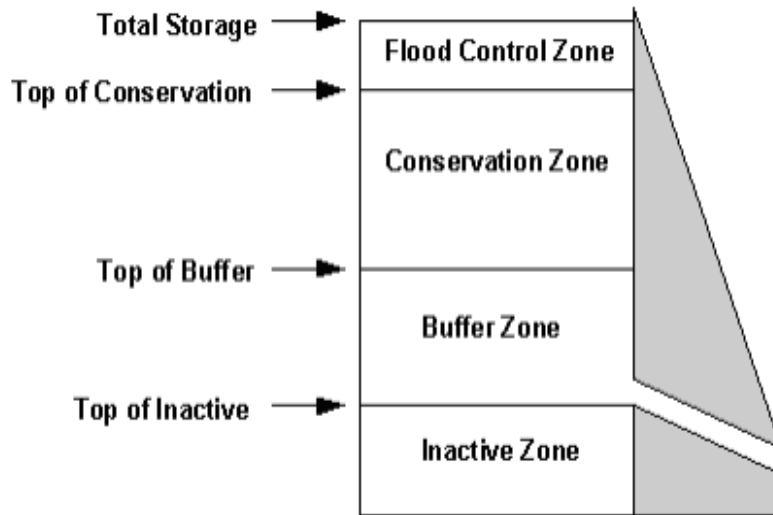 Total Storage
Flood Control Zone
Top of Conservation
Conservation Zone
Top of Buffer
Buffer Zone
Top of Inactive
Inactive Zone